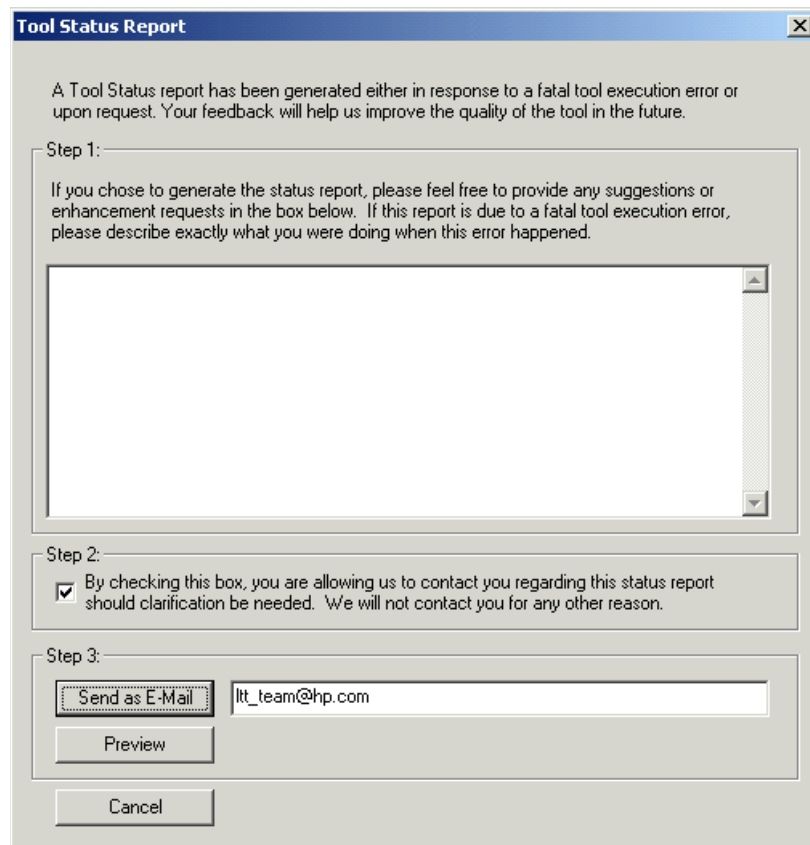 Tool Status Report
A Tool Status report has been generated either in response to a fatal tool execution error or
upon request. Your feedback will help us improve the quality of the tool in the future.
Step 1:
If you chose to generate the status report, please feel free to provide any suggestions or
enhancement requests in the box below.  If this report is due to a fatal tool execution error,
please describe exactly what you were doing when this error happened.
Step 2:
By checking this box, you are allowing us to contact you regarding this status report
should clarification be needed.  We will not contact you for any other reason.
Step 3:
Send as E-Mail
ltt_team@hp.com
Preview
Cancel